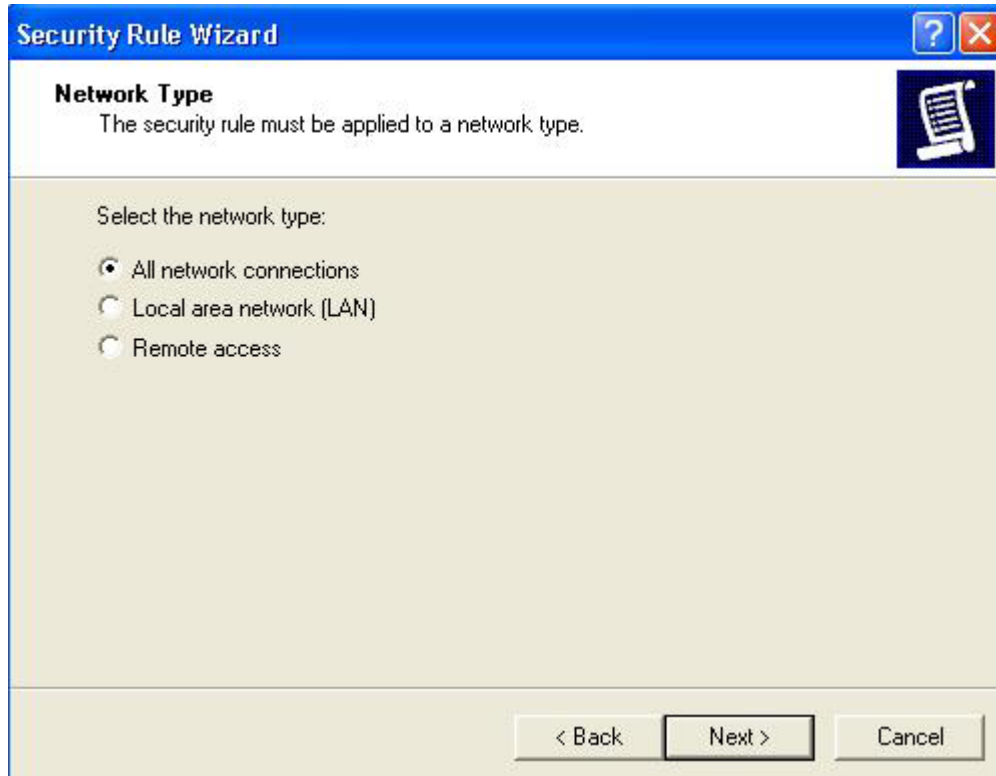 Security Rule Wizard
?
Network Type
The security rule must be applied to a network type.
Select the network type:
All network connections
Local area network (LAN)
Remote access
< Back
Next >
Cancel